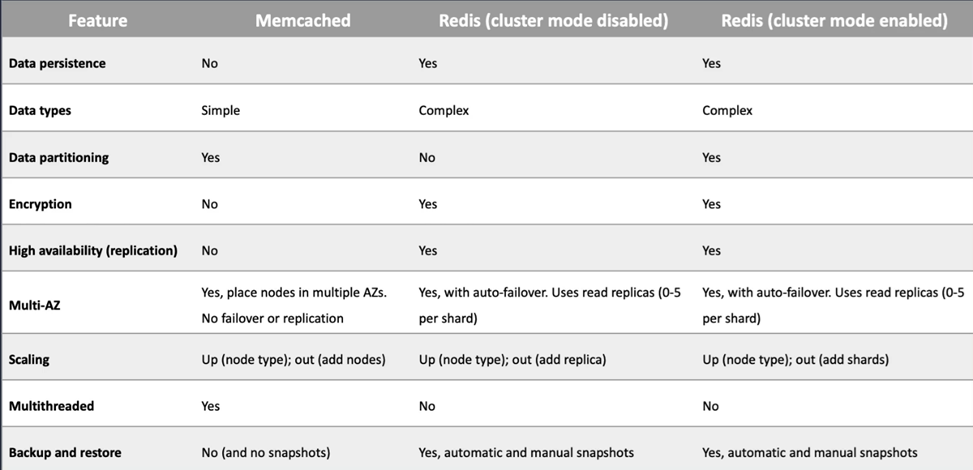 Feature Memcached Redis (cluster mode disabled) Redis (cluster mode enabled)
Data persistence No Yes Yes
Data types Simple Complex Complex
Data partitioning Yes No Yes
Encryption No Yes Yes
High availability (replication) No Yes Yes
Multi-AZ Yes, place nodes in multiple AZs. No failover or replication Yes, with auto-failover. Uses read replicas (0-5 per shard) Yes, with auto-failover. Uses read replicas (0-5 per shard)
Scaling Up (node type); out (add nodes) Up (node type); out (add replica) Up (node type); out (add shards)
Multithreaded Yes No No
Backup and restore No (and no snapshots) Yes, automatic and manual snapshots Yes, automatic and manual snapshots